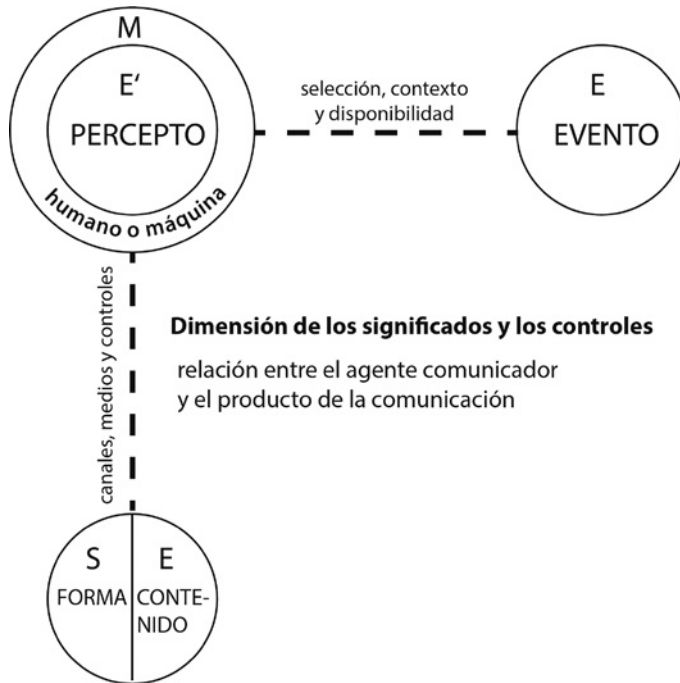 M
E'
PERCEPTO
humano o máquina
selección, contexto
y disponibilidad
E
EVENTO
canales, medios y controles
Dimensión de los significados y los controles
relación entre el agente comunicador
y el producto de la comunicación
S
FORMA
E
CONTE-
NIDO